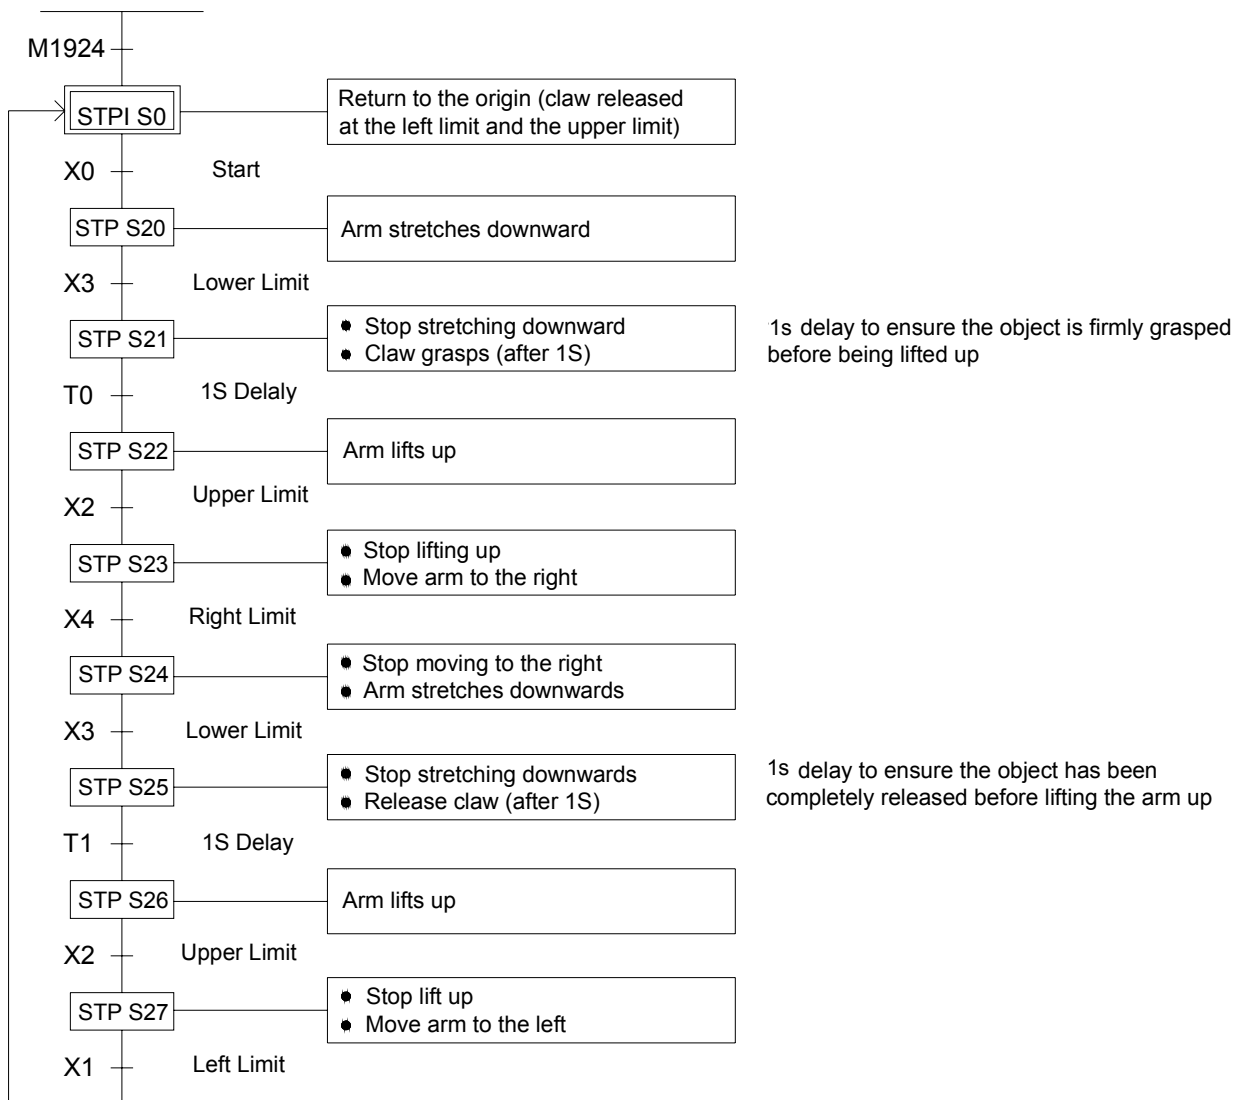 M1924
STPI S0
Return to the origin (claw released
at the left limit and the upper limit)
X0
Start
STP S20
Arm stretches downward
X3
Lower Limit
STP S21
● Stop stretching downward
● Claw grasps (after 1S)
1s delay to ensure the object is firmly grasped
before being lifted up
T0
1S Delaly
STP S22
Arm lifts up
X2
Upper Limit
STP S23
● Stop lifting up
● Move arm to the right
X4
Right Limit
STP S24
● Stop moving to the right
● Arm stretches downwards
X3
Lower Limit
STP S25
● Stop stretching downwards
● Release claw (after 1S)
1s delay to ensure the object has been
completely released before lifting the arm up
T1
1S Delay
STP S26
Arm lifts up
X2
Upper Limit
STP S27
● Stop lift up
● Move arm to the left
X1
Left Limit